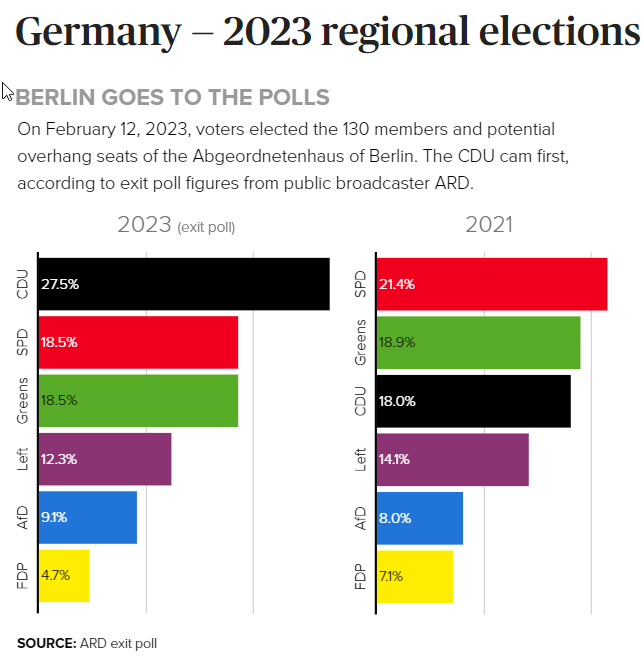 Germany – 2023 regional elections
BERLIN GOES TO THE POLLS
On February 12, 2023, voters elected the 130 members and potential
overhang seats of the Abgeordnetenhaus of Berlin. The CDU cam first,
according to exit poll figures from public broadcaster ARD.
2023 (exit poll)
CDU 27.5%
SPD 18.5%
Greens 18.5%
Left 12.3%
AfD 9.1%
FDP 4.7%
2021
SPD 21.4%
Greens 18.9%
CDU 18.0%
Left 14.1%
AfD 8.0%
FDP 7.1%
SOURCE: ARD exit poll